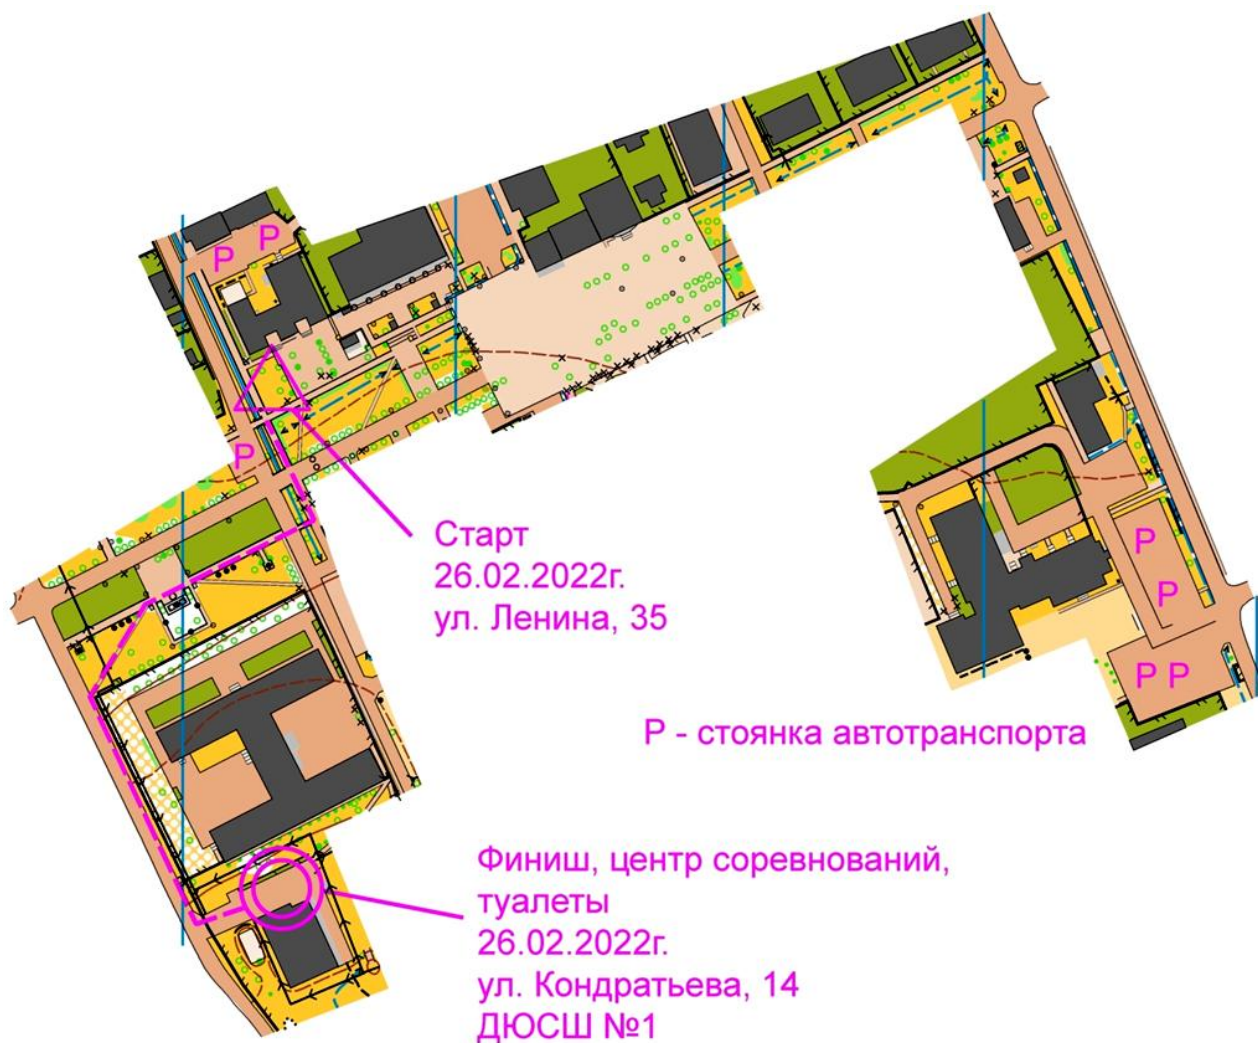 P P
P
Старт
26.02.2022г.
ул. Ленина, 35
P
P
P P
P - стоянка автотранспорта
Финиш, центр соревнований,
туалеты
26.02.2022г.
ул. Кондратьева, 14
ДЮСШ №1